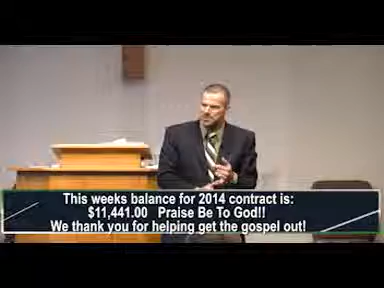 This weeks balance for 2014 contract is:
$11,441.00 Praise Be To God!!
We thank you for helping get the gospel out!